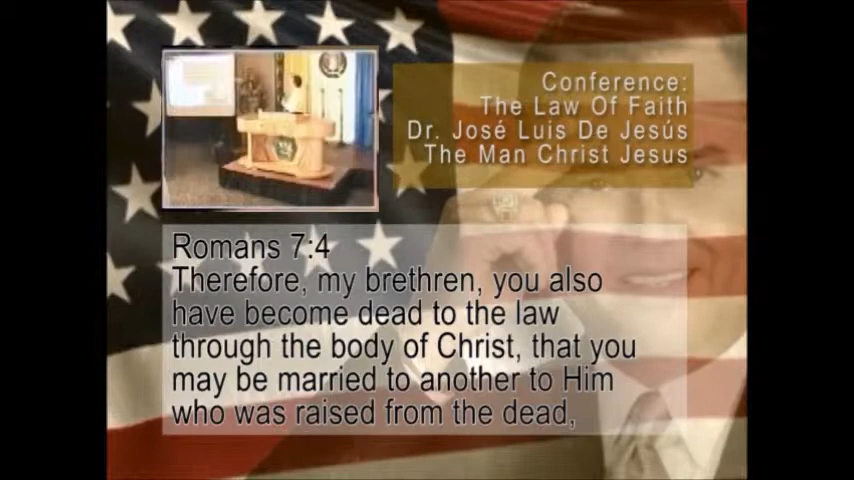 Conference:
The Law Of Faith
Dr. José Luis De Jesús
The Man Christ Jesus
Romans 7:4
Therefore, my brethren, you also
have become dead to the law
through the body of Christ, that you
may be married to another to Him
who was raised from the dead,